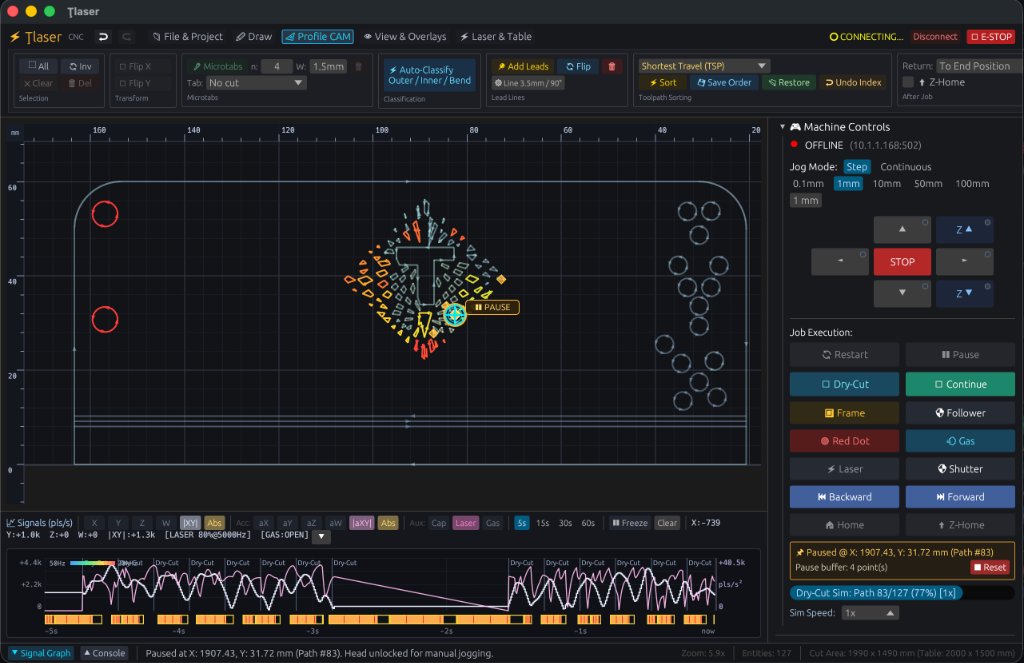 Ţlaser
Ţlaser CNC File & Project Draw Profile CAM View & Overlays Laser & Table CONNECTING... Disconnect E-STOP
All Inv Flip X Microtabs n: 4 W: 1.5mm Auto-Classify Outer / Inner / Bend Add Leads Flip Shortest Travel (TSP) Return: To End Position
Clear Del Flip Y Tab: No cut Line 3.5mm / 90° Sort Save Order Restore Undo Index Z-Home
Selection Transform Microtabs Classification Lead Lines Toolpath Sorting After Job
mm 160 140 120 100 80 60 40 20
60
40
20
0
PAUSE
Machine Controls
OFFLINE (10.1.1.168:502)
Jog Mode: Step Continuous
0.1mm 1mm 10mm 50mm 100mm
1 mm
Z ▲
STOP
Z ▼
Job Execution:
Restart Pause
Dry-Cut Continue
Frame Follower
Red Dot Gas
Laser Shutter
Backward Forward
Home Z-Home
Paused @ X: 1907.43, Y: 31.72 mm (Path #83)
Pause buffer: 4 point(s) Reset
Dry-Cut Sim: Path 83/127 (77%) [1x]
Sim Speed: 1x
Signals (pls/s) X Y Z W |XY| Abs Acc: aX aY aZ aW |aXY| Abs Aux: Cap Laser Gas 5s 15s 30s 60s Freeze Clear X:-739
Y:+1.0k Z:+0 W:+0 |XY|:+1.3k [LASER 80%@5000Hz] [GAS:OPEN]
+4.4k 50Hz Dry-Cut Dry-Cut Dry-Cut Dry-Cut Dry-Cut Dry-Cut Dry-Cut Dry-Cut Dry-Cut Dry-Cut Dry-Cut +40.5k
+2.2k pls/s²
0 0
-5s -4s -3s -2s -1s now
Signal Graph Console Paused at X: 1907.43, Y: 31.72 mm (Path #83). Head unlocked for manual jogging. Zoom: 5.9x Entities: 127 Cut Area: 1990 x 1490 mm (Table: 2000 x 1500 mm)